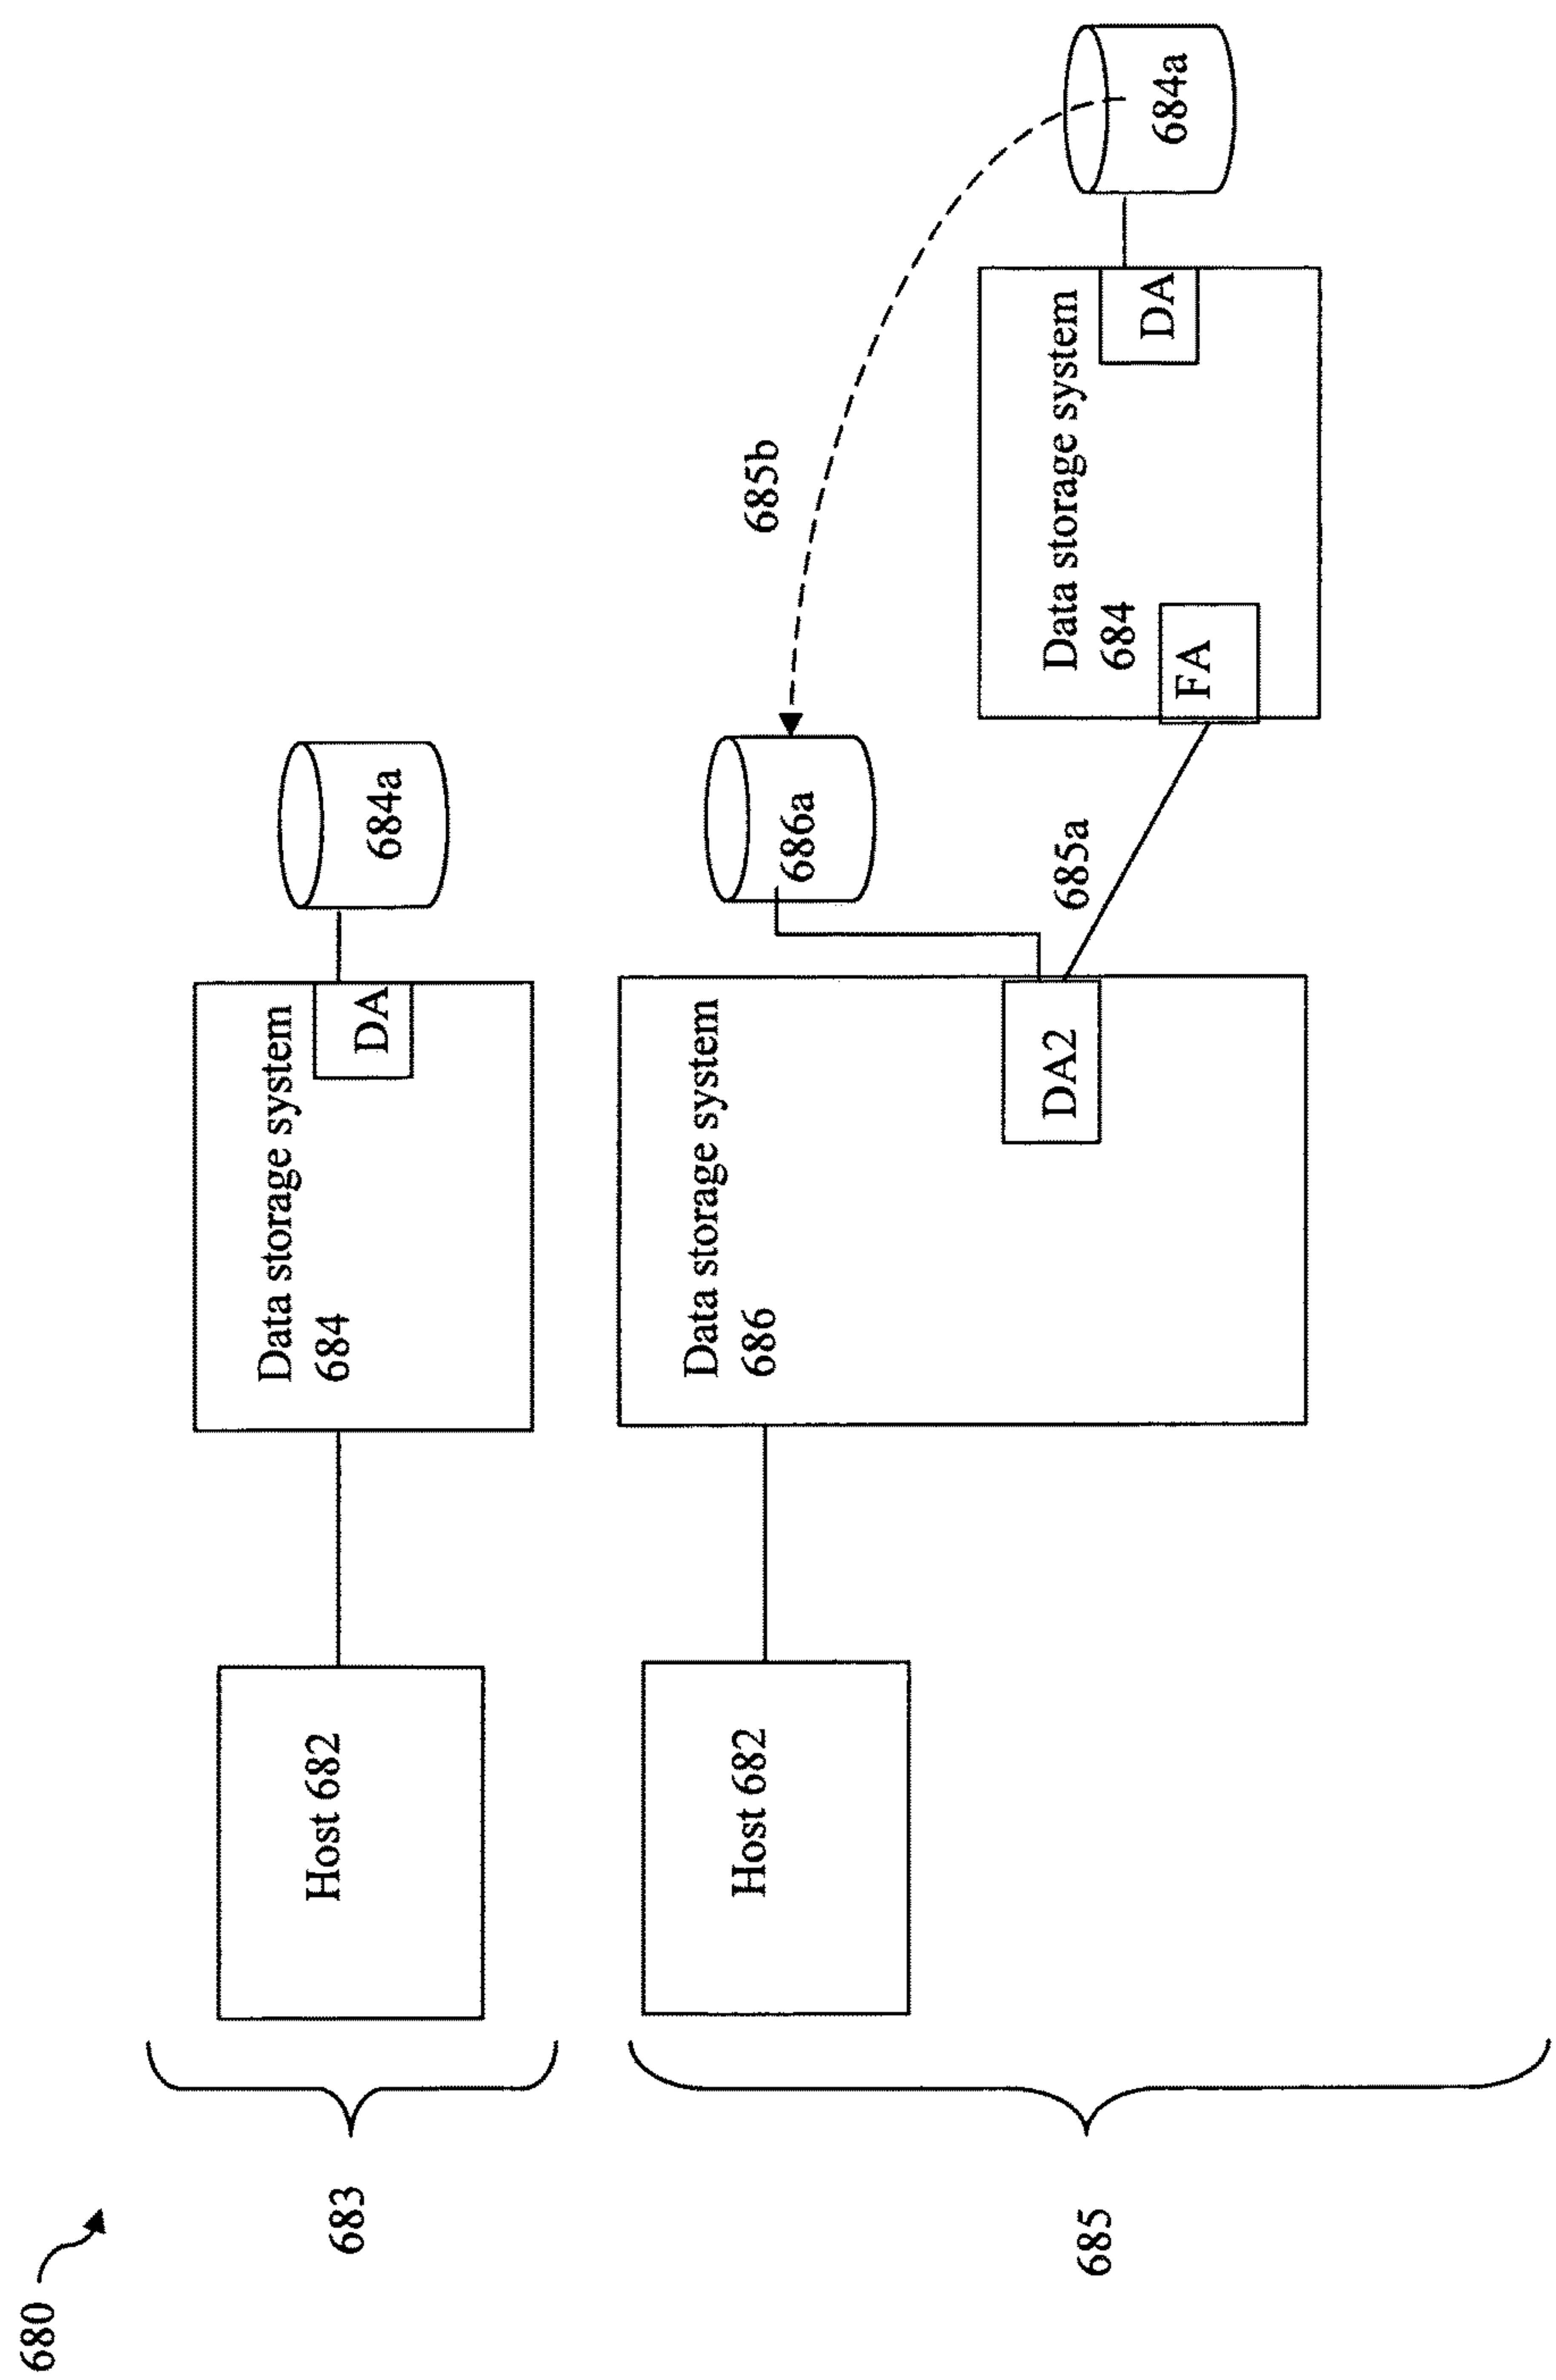 680
683
Host 682
Data storage system
684
DA
684a
685
Host 682
Data storage system
686
DA2
686a
685a
685b
Data storage system
684
FA
DA
684a